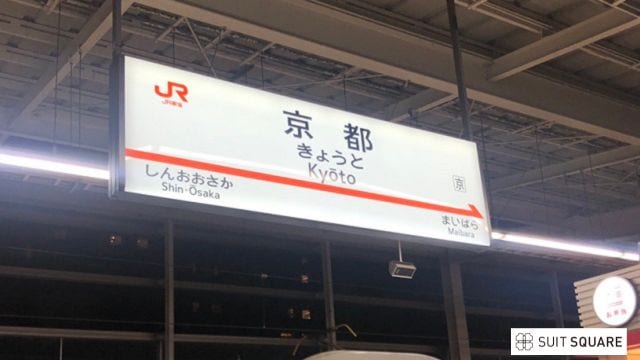 JR
JR東海
京都
きょうと
Kyōto
京
しんおおさか
Shin-Ōsaka
まいばら
Maibara
SUIT SQUARE